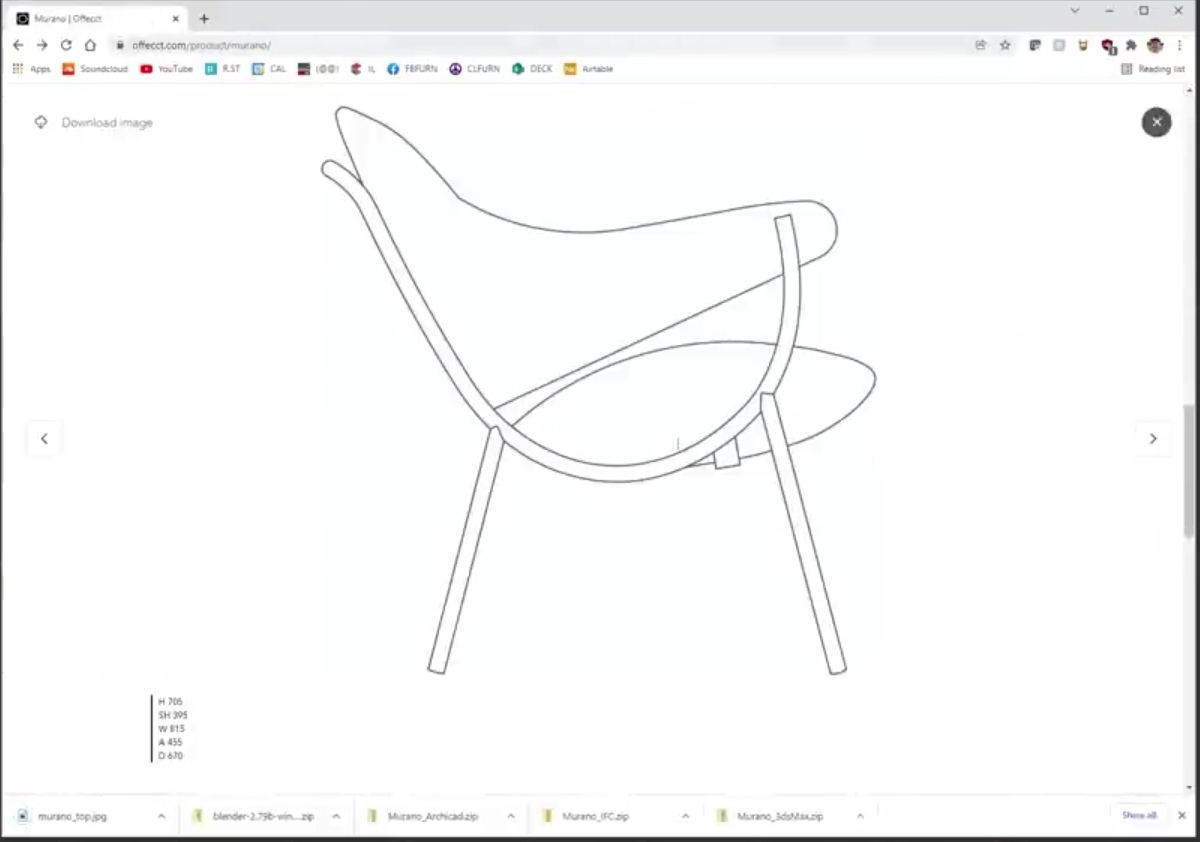 Murano | Offecct
offecct.com/product/murano/
Apps Soundcloud YouTube R.ST CAL (@@) IL FBFURN CLFURN DECK Airtable Reading list
Download image
H 705
SH 395
W 815
A 455
D 670
murano_top.jpg blender-2.79b-win....zip Murano_Archicad.zip Murano_IFC.zip Murano_3dsMax.zip Show all